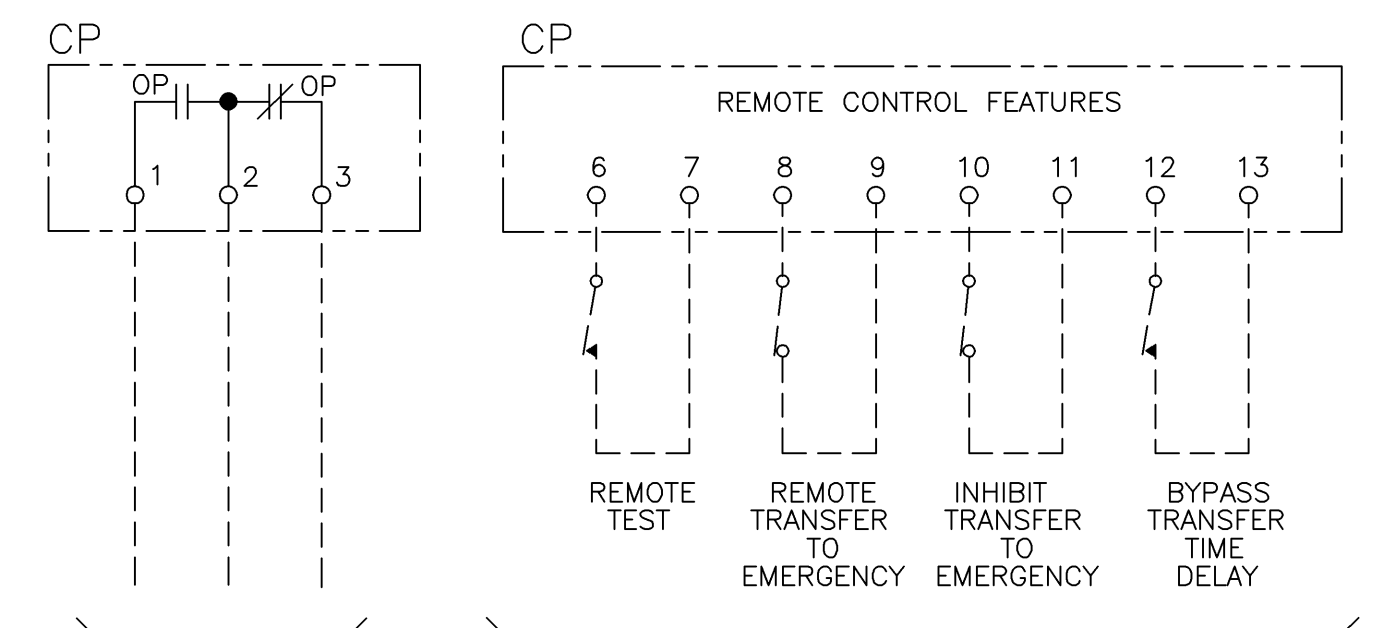 CP
OP OP
1 2 3
CP
REMOTE CONTROL FEATURES
6 7 8 9 10 11 12 13
REMOTE
TEST
REMOTE
TRANSFER
TO
EMERGENCY
INHIBIT
TRANSFER
TO
EMERGENCY
BYPASS
TRANSFER
TIME
DELAY